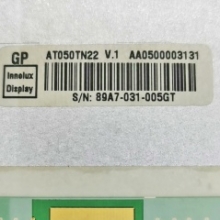 GP AT050TN22 V.1 AA0500003131
Innolux
Display
S/N: 89A7-031-005GT